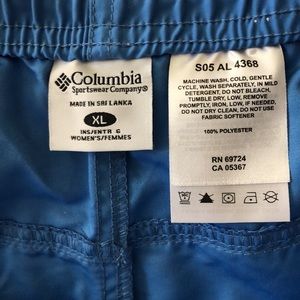 Columbia
Sportswear Company®
MADE IN SRI LANKA
XL
INS/ENTR 6
WOMEN'S/FEMMES
S05 AL 4368
MACHINE WASH, COLD, GENTLE
CYCLE, WASH SEPARATELY, IN MILD
DETERGENT, DO NOT BLEACH,
TUMBLE DRY, LOW, REMOVE
PROMPTLY, IRON, LOW, IF NEEDED,
DO NOT DRY CLEAN, DO NOT USE
FABRIC SOFTENER
100% POLYESTER
RN 69724
CA 05367